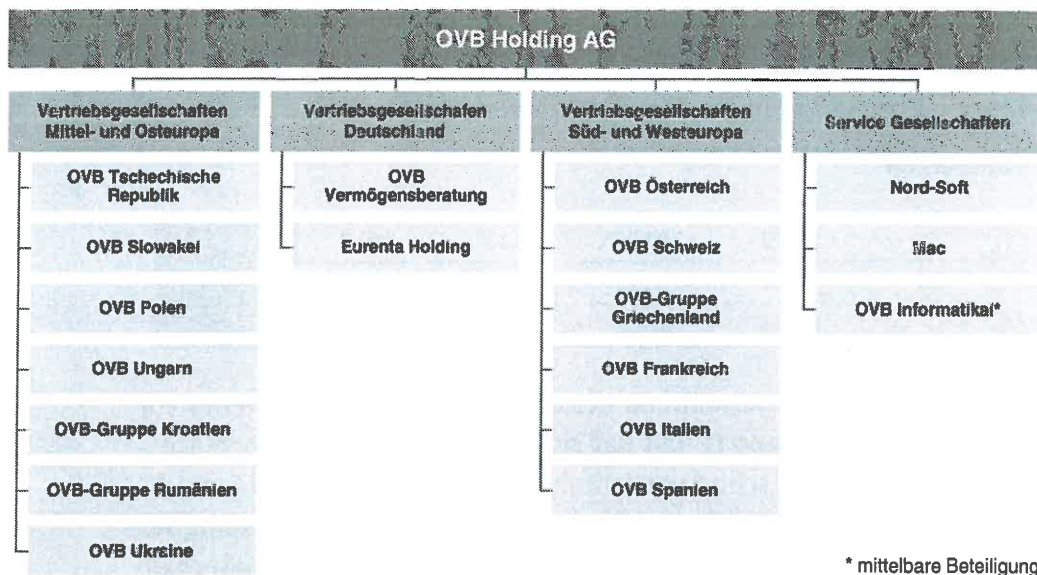 OVB Holding AG
Vertriebsgesellschaften
Mittel- und Osteuropa
OVB Tschechische
Republik
OVB Slowakei
OVB Polen
OVB Ungarn
OVB-Gruppe Kroatien
OVB-Gruppe Rumänien
OVB Ukraine
Vertriebsgesellschafen
Deutschland
OVB
Vermögensberatung
Eurenta Holding
Vertriebsgesellschaften
Süd- und Westeuropa
OVB Österreich
OVB Schweiz
OVB-Gruppe
Griechenland
OVB Frankreich
OVB Italien
OVB Spanien
Service Gesellschaften
Nord-Soft
Mac
OVB Informatikai*
* mittelbare Beteiligung